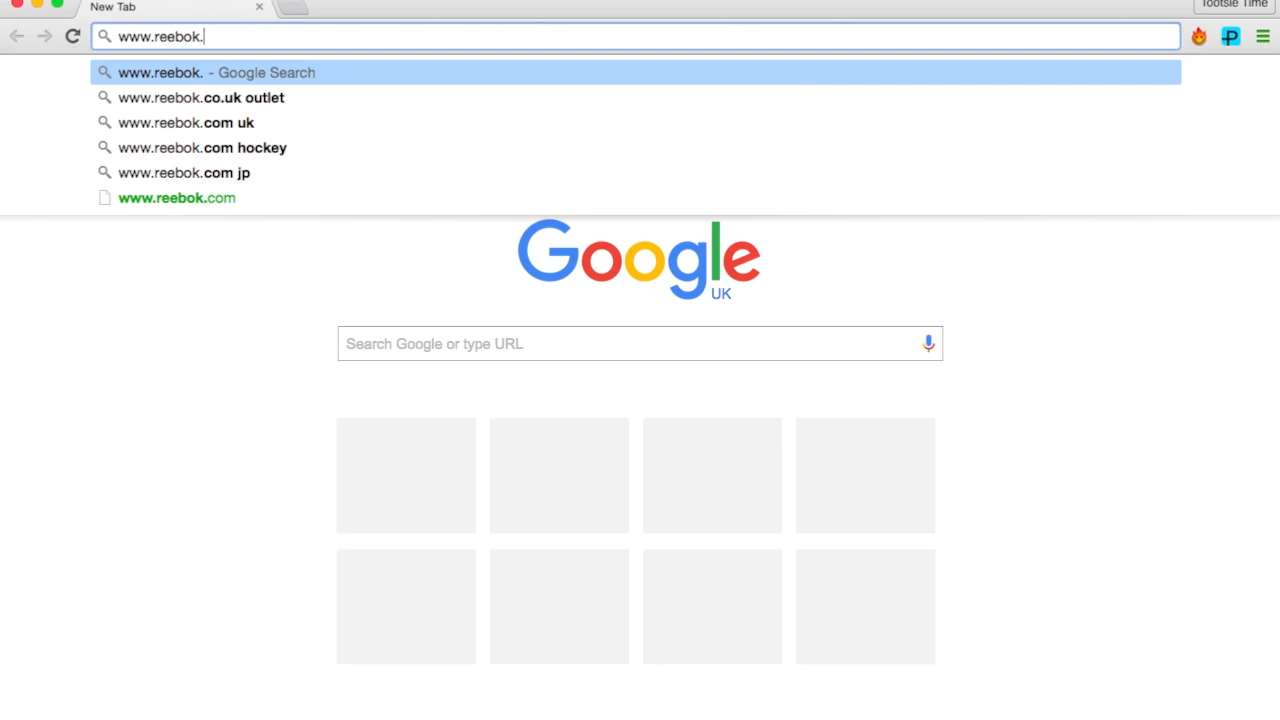 New Tab
Tootsie Time
www.reebok.
www.reebok. - Google Search
www.reebok.co.uk outlet
www.reebok.com uk
www.reebok.com hockey
www.reebok.com jp
www.reebok.com
Google
UK
Search Google or type URL